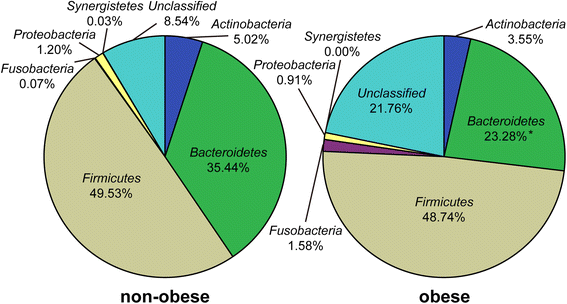 Synergistetes
0.03%
Unclassified
8.54%
Actinobacteria
5.02%
Proteobacteria
1.20%
Fusobacteria
0.07%
Bacteroidetes
35.44%
Firmicutes
49.53%
non-obese
Synergistetes
0.00%
Actinobacteria
3.55%
Proteobacteria
0.91%
Unclassified
21.76%
Bacteroidetes
23.28%*
Firmicutes
48.74%
Fusobacteria
1.58%
obese